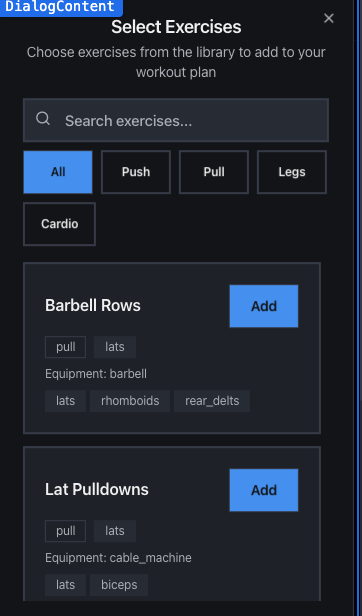 DialogContent
Select Exercises
Choose exercises from the library to add to your
workout plan
Search exercises...
All Push Pull Legs
Cardio
Barbell Rows Add
pull lats
Equipment: barbell
lats rhomboids rear_delts
Lat Pulldowns Add
pull lats
Equipment: cable_machine
lats biceps